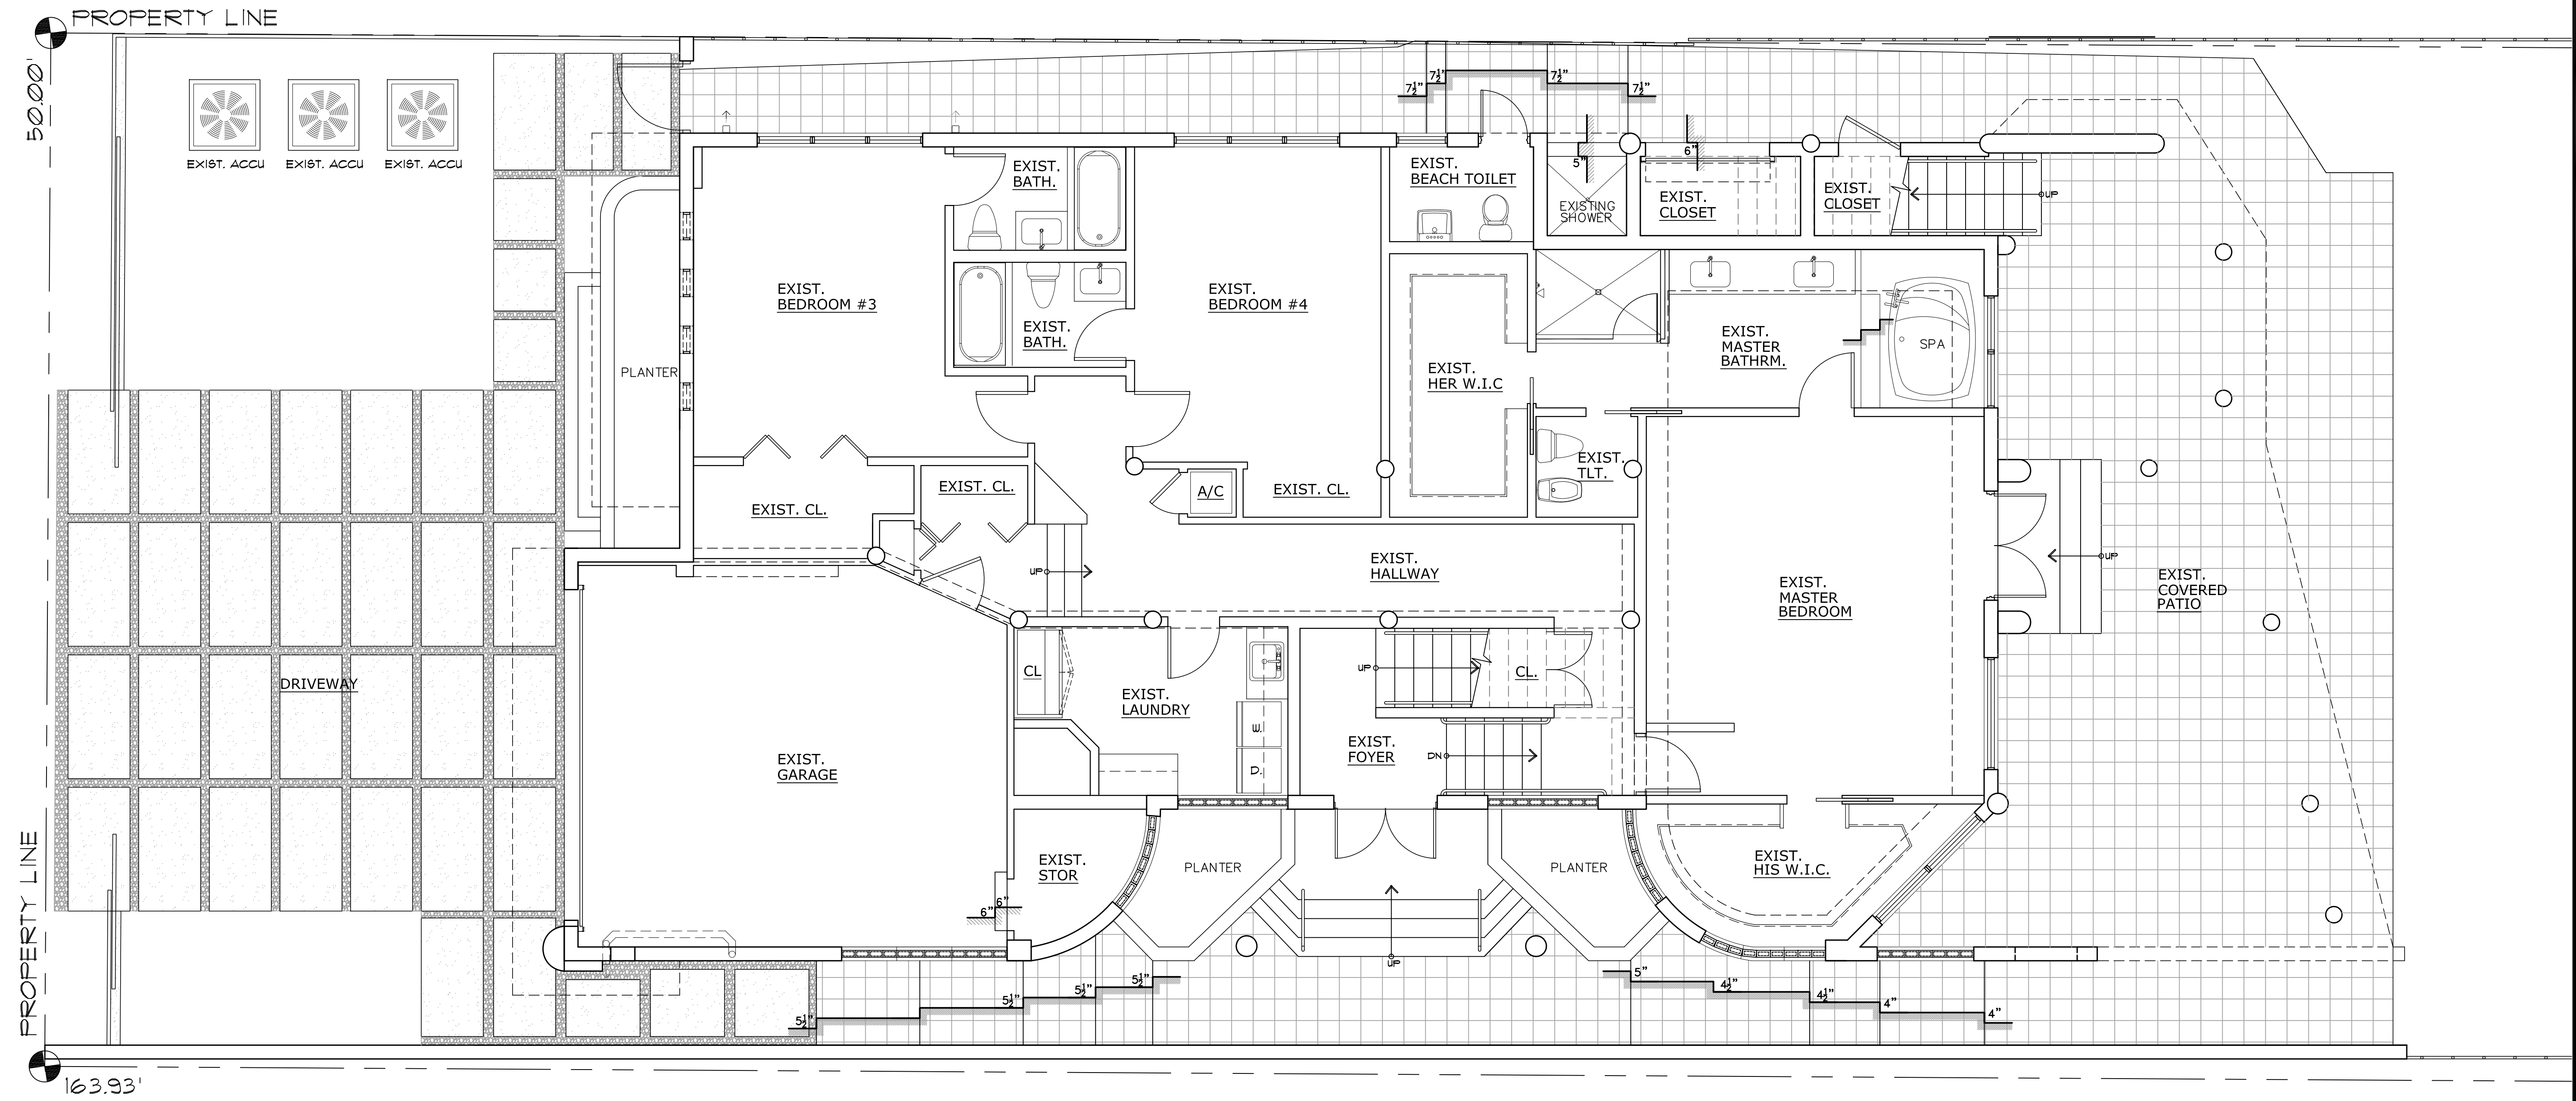 PROPERTY LINE
50.00'
EXIST. ACCU
EXIST. ACCU
EXIST. ACCU
7½"
7½"
7½"
7½"
5"
6"
EXIST.
BATH.
EXIST.
BEACH TOILET
EXISTING
SHOWER
EXIST.
CLOSET
EXIST.
CLOSET
UP
EXIST.
BEDROOM #3
EXIST.
BATH.
EXIST.
BEDROOM #4
EXIST.
HER W.I.C
EXIST.
MASTER
BATHRM.
SPA
PLANTER
EXIST. CL.
EXIST. CL.
A/C
EXIST. CL.
EXIST.
TLT.
UP
EXIST.
HALLWAY
UP
EXIST.
MASTER
BEDROOM
EXIST.
COVERED
PATIO
DRIVEWAY
CL
EXIST.
LAUNDRY
W.
D.
UP
CL.
EXIST.
FOYER
DN
EXIST.
GARAGE
EXIST.
STOR
PLANTER
PLANTER
EXIST.
HIS W.I.C.
6"
6"
UP
5½"
5½"
5½"
5½"
5"
4½"
4½"
4"
4"
PROPERTY LINE
163.93'